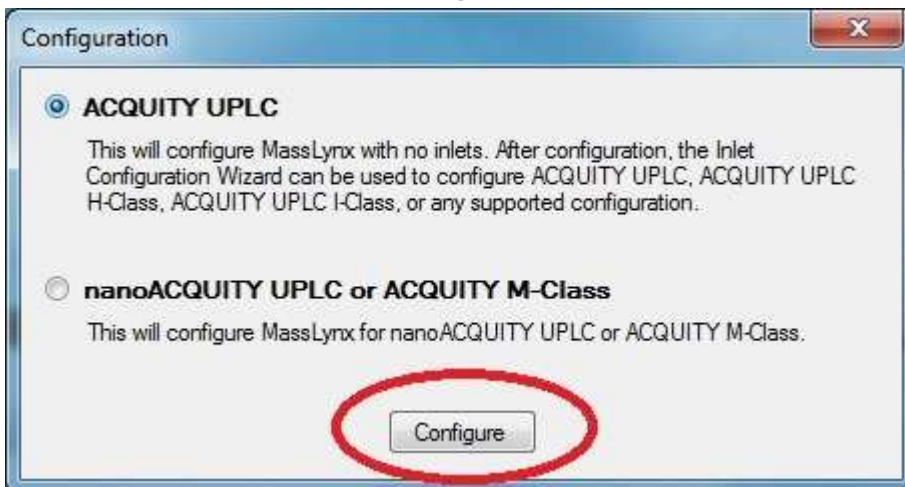 Configuration
ACQUITY UPLC
This will configure MassLynx with no inlets. After configuration, the Inlet
Configuration Wizard can be used to configure ACQUITY UPLC, ACQUITY UPLC
H-Class, ACQUITY UPLC I-Class, or any supported configuration.
nanoACQUITY UPLC or ACQUITY M-Class
This will configure MassLynx for nanoACQUITY UPLC or ACQUITY M-Class.
Configure